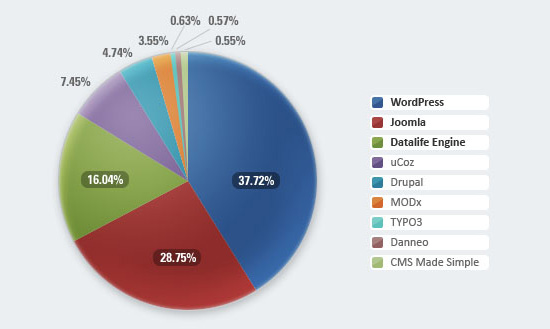 0.63%
0.57%
3.55%
0.55%
4.74%
7.45%
16.04%
37.72%
28.75%
WordPress
Joomla
Datalife Engine
uCoz
Drupal
MODx
TYPO3
Danneo
CMS Made Simple